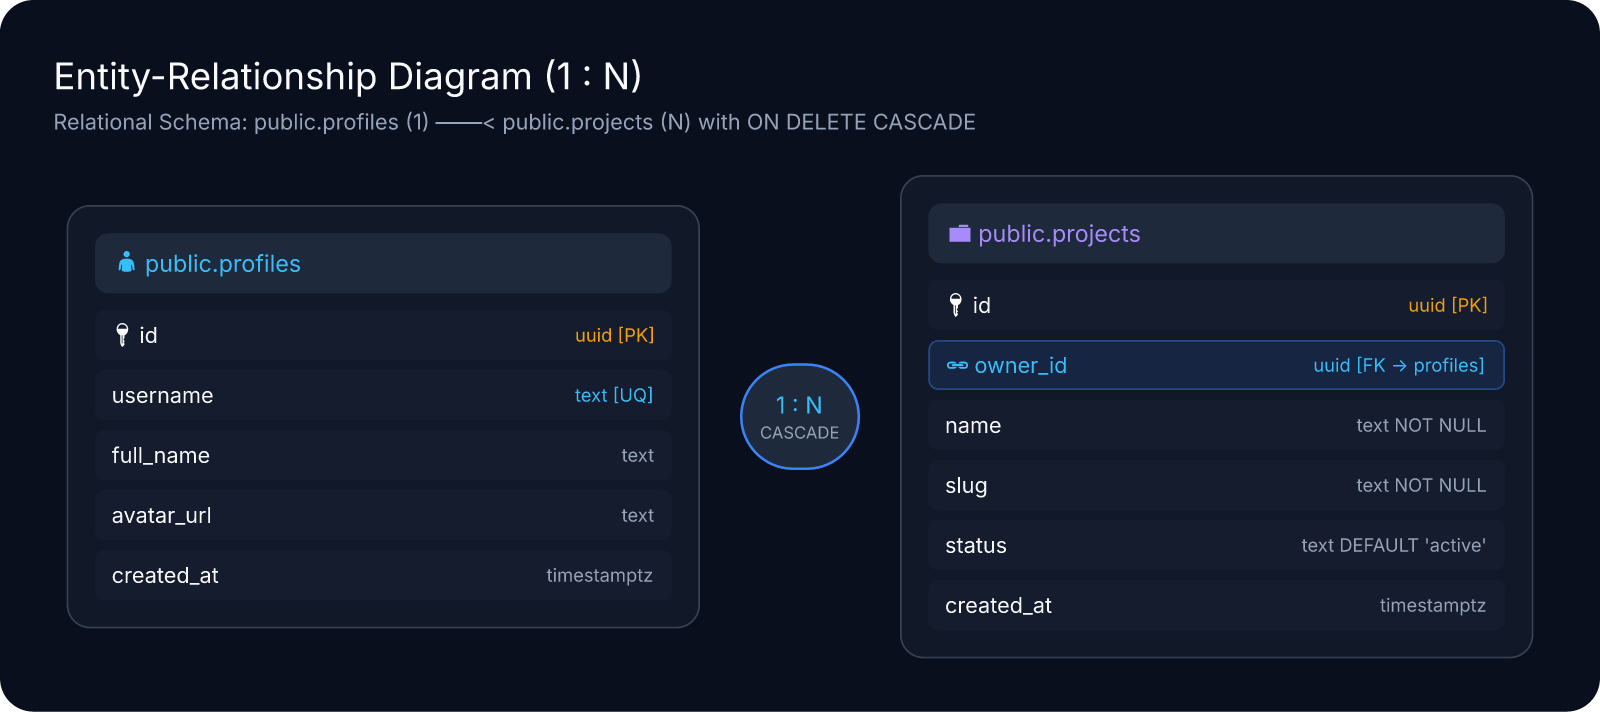 Entity-Relationship Diagram (1 : N)
Relational Schema: public.profiles (1) ───< public.projects (N) with ON DELETE CASCADE
public.profiles
id uuid [PK]
username text [UQ]
full_name text
avatar_url text
created_at timestamptz
1 : N
CASCADE
public.projects
id uuid [PK]
owner_id uuid [FK → profiles]
name text NOT NULL
slug text NOT NULL
status text DEFAULT 'active'
created_at timestamptz